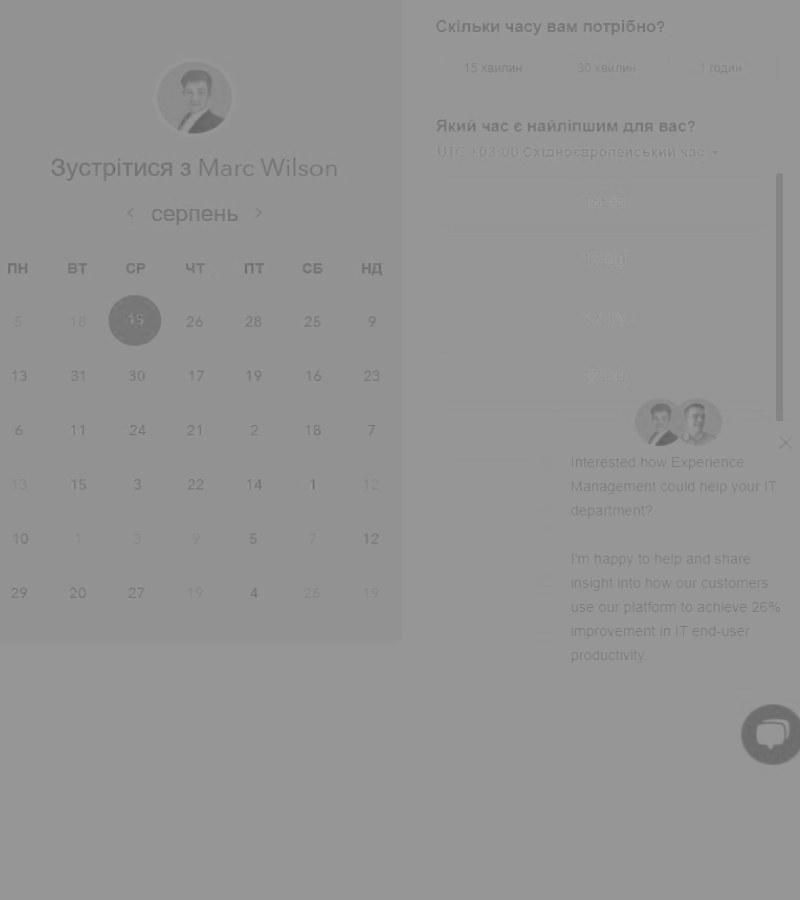 Зустрітися з Marc Wilson
серпень
ПН ВТ СР ЧТ ПТ СБ НД
5 18 15 26 28 25 9
13 31 30 17 19 16 23
6 11 24 21 2 18 7
13 15 3 22 14 1 12
10 1 3 9 5 7 12
29 20 27 19 4 26 19
Скільки часу вам потрібно?
15 хвилин 30 хвилин 1 годин
Який час є найліпшим для вас?
UTC +03:00 Східноєвропейський час
Interested how Experience
Management could help your IT
department?
I'm happy to help and share
insight into how our customers
use our platform to achieve 26%
improvement in IT end-user
productivity.